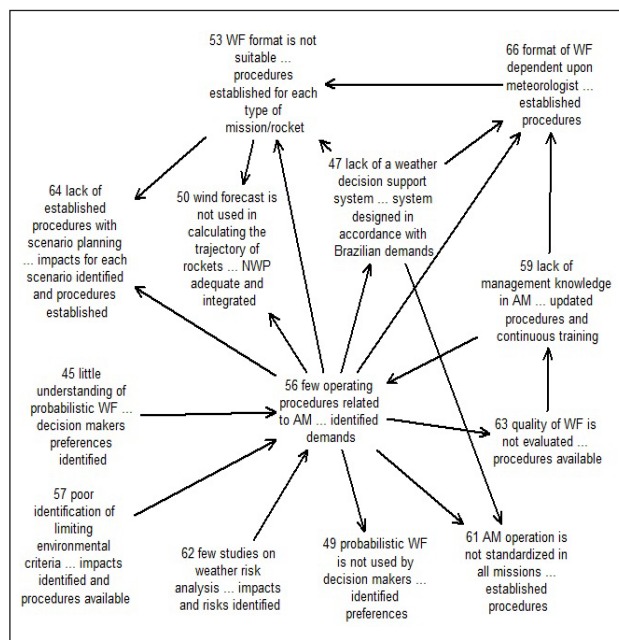 53 WF format is not
suitable ...
procedures
established for each
type of
mission/rocket
66 format of WF
dependent upon
meteorologist ...
established
procedures
47 lack of a weather
decision support
system ... system
designed in
accordance with
Brazilian demands
64 lack of
established
procedures with
scenario planning
... impacts for each
scenario identified
and procedures
established
50 wind forecast is
not used in
calculating the
trajectory of
rockets ... NWP
adequate and
integrated
59 lack of
management knowledge
in AM ... updated
procedures and
continuous training
45 little
understanding of
probabilistic WF ...
decision makers
preferences
identified
56 few operating
procedures related
to AM ... identified
demands
63 quality of WF is
not evaluated ...
procedures available
57 poor
identification of
limiting
environmental
criteria ... impacts
identified and
procedures available
62 few studies on
weather risk
analysis ... impacts
and risks identified
49 probabilistic WF
is not used by
decision makers ...
identified
preferences
61 AM operation is
not standardized in
all missions ...
established
procedures